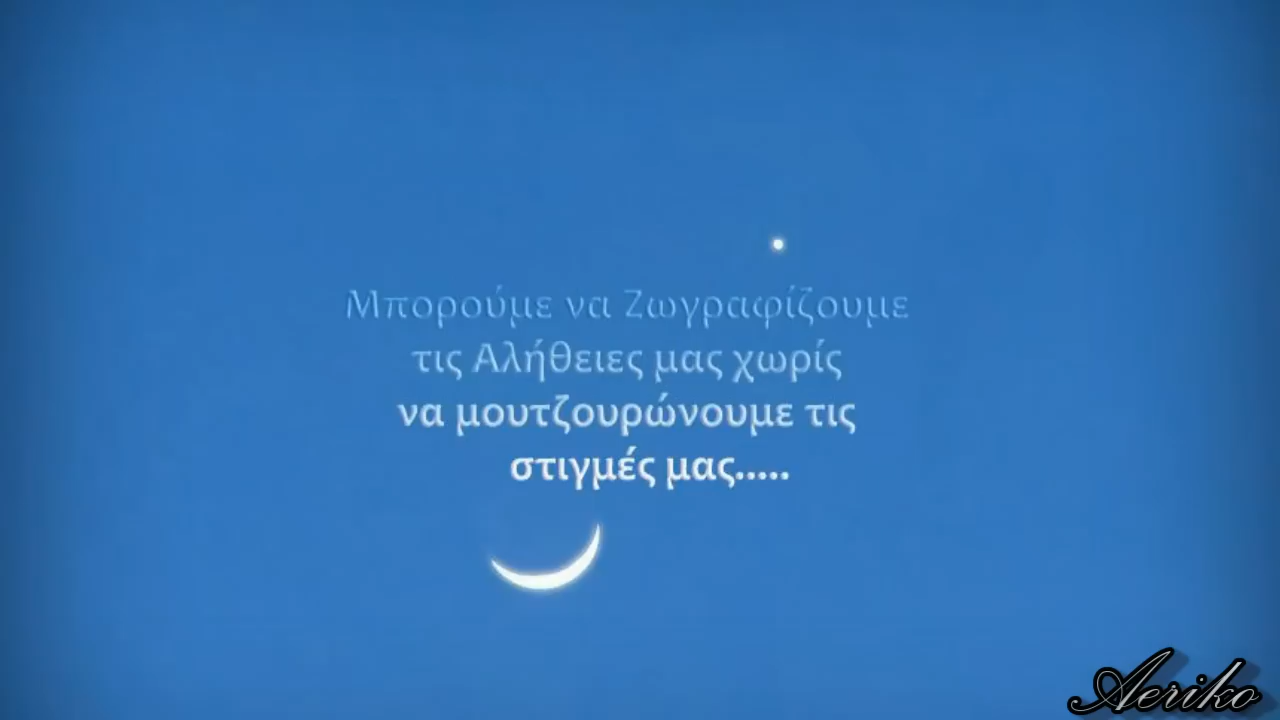 Μπορούμε να Ζωγραφίζουμε
τις Αλήθειες μας χωρίς
να μουτζουρώνουμε τις
στιγμές μας.....
Aeriko